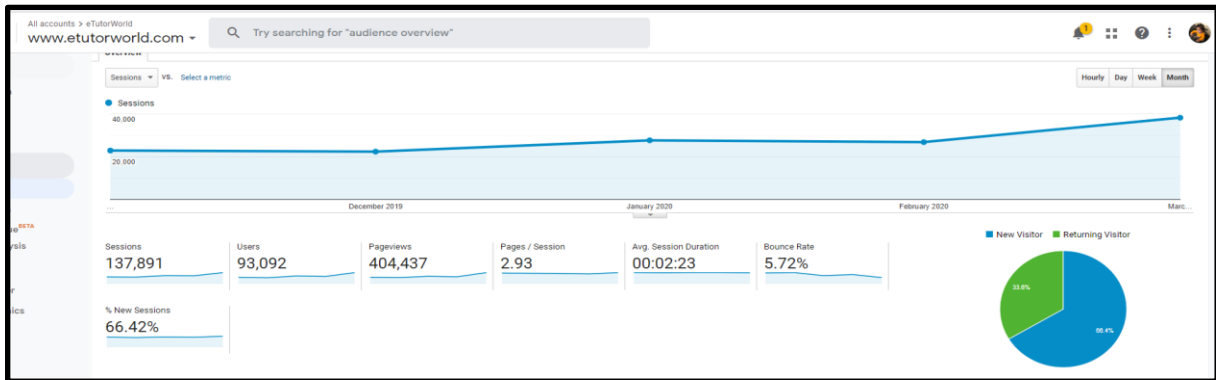 All accounts > eTutorWorld
www.etutorworld.com
Try searching for "audience overview"
1
Overview
Sessions VS. Select a metric
Hourly Day Week Month
Sessions
40,000
20,000
... December 2019 January 2020 February 2020 Marc...
BETA
ysis
r
ics
New Visitor Returning Visitor
Sessions Users Pageviews Pages / Session Avg. Session Duration Bounce Rate
137,891 93,092 404,437 2.93 00:02:23 5.72%
% New Sessions
66.42%
33.6%
66.4%